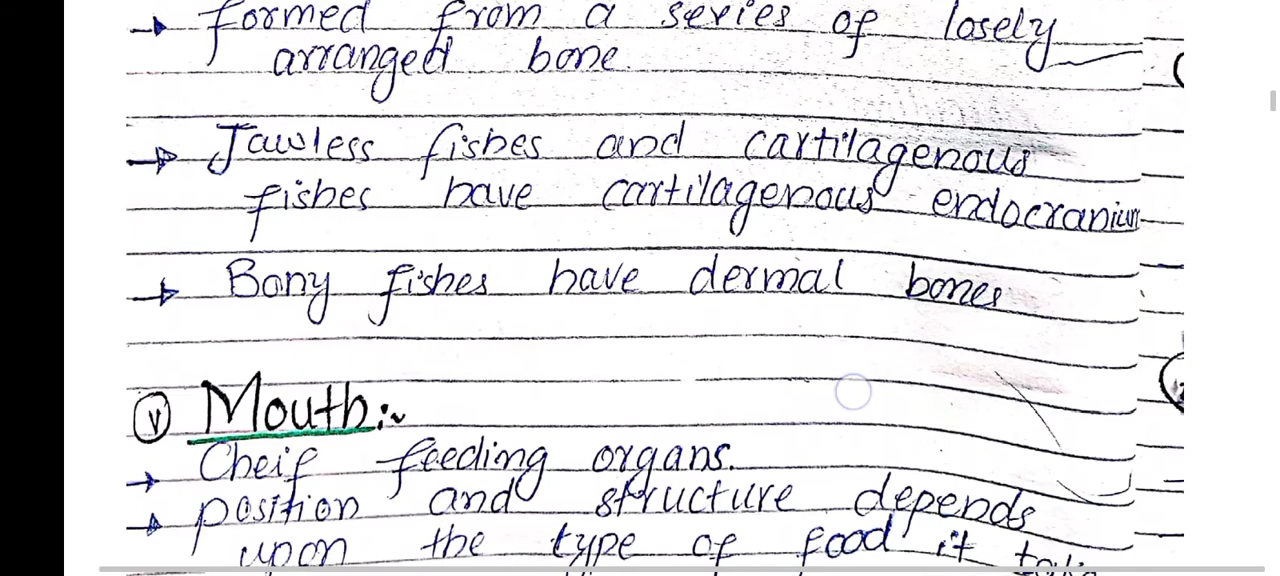 → formed from a series of losely
arranged bone.
→ Jawless fishes and cartilagenous
fishes have cartilagenous endocranium
→ Bony fishes have dermal bones
(v) Mouth:~
→ Cheif feeding organs.
→ position and structure depends
upon the type of food it